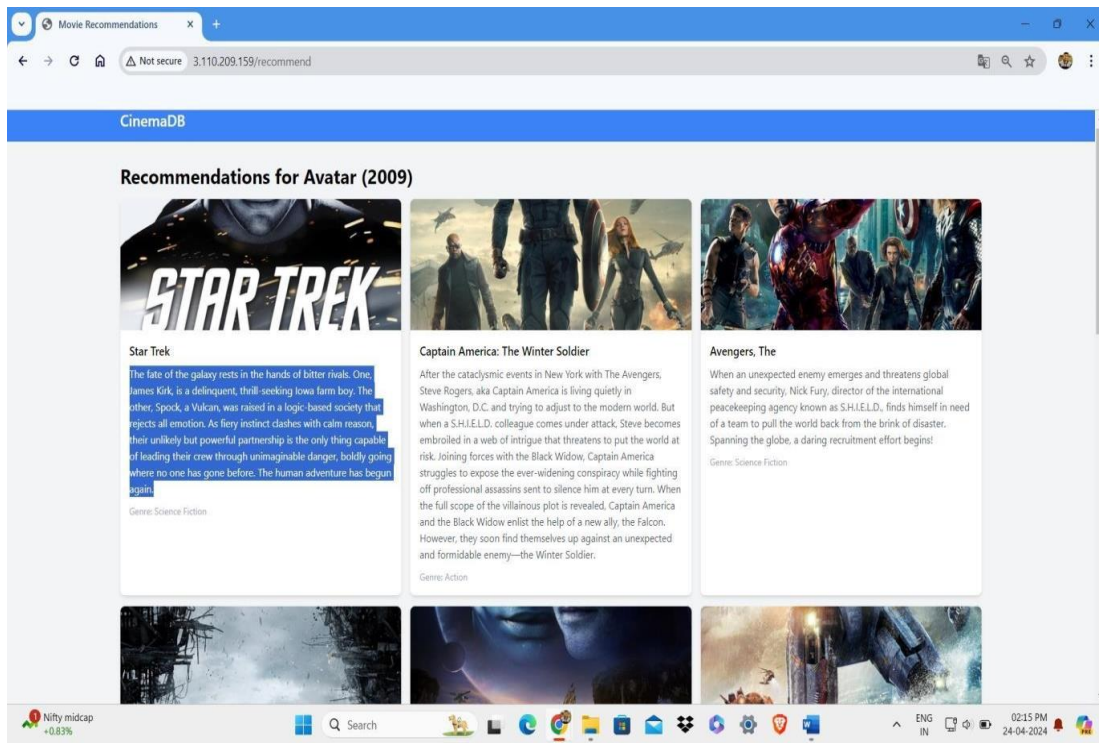 Movie Recommendations
Not secure
3.110.209.159/recommend
CinemaDB
Recommendations for Avatar (2009)
STAR TREK
Star Trek
The fate of the galaxy rests in the hands of bitter rivals. One,
James Kirk, is a delinquent, thrill-seeking Iowa farm boy. The
other, Spock, a Vulcan, was raised in a logic-based society that
rejects all emotion. As fiery instinct clashes with calm reason,
their unlikely but powerful partnership is the only thing capable
of leading their crew through unimaginable danger, boldly going
where no one has gone before. The human adventure has begun
again.
Genre: Science Fiction
Captain America: The Winter Soldier
After the cataclysmic events in New York with The Avengers,
Steve Rogers, aka Captain America is living quietly in
Washington, D.C. and trying to adjust to the modern world. But
when a S.H.I.E.L.D. colleague comes under attack, Steve becomes
embroiled in a web of intrigue that threatens to put the world at
risk. Joining forces with the Black Widow, Captain America
struggles to expose the ever-widening conspiracy while fighting
off professional assassins sent to silence him at every turn. When
the full scope of the villainous plot is revealed, Captain America
and the Black Widow enlist the help of a new ally, the Falcon.
However, they soon find themselves up against an unexpected
and formidable enemy—the Winter Soldier.
Genre: Action
Avengers, The
When an unexpected enemy emerges and threatens global
safety and security, Nick Fury, director of the international
peacekeeping agency known as S.H.I.E.L.D., finds himself in need
of a team to pull the world back from the brink of disaster.
Spanning the globe, a daring recruitment effort begins!
Genre: Science Fiction
1
Nifty midcap
+0.83%
Search
ENG
IN
02:15 PM
24-04-2024